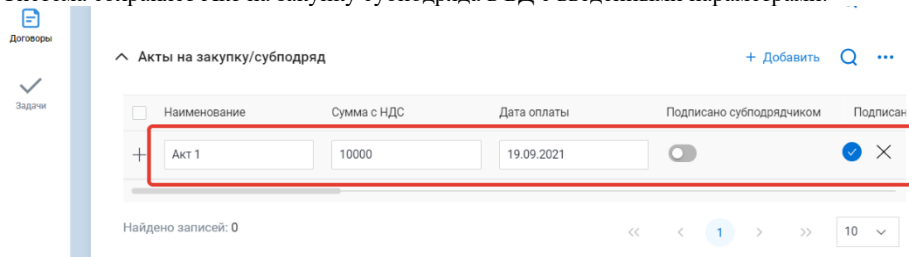 Договоры
Акты на закупку/субподряд
+ Добавить
Задачи
Наименование Сумма с НДС Дата оплаты Подписано субподрядчиком Подписан
Акт 1 10000 19.09.2021
Найдено записей: 0
<< < 1 > >> 10